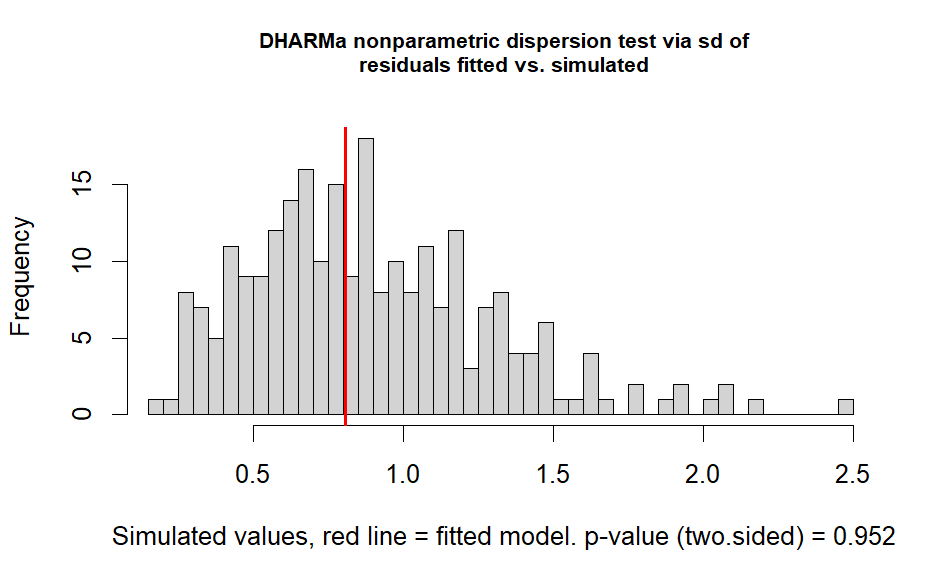 DHARMa nonparametric dispersion test via sd of
residuals fitted vs. simulated
Frequency
15
10
5
0
0.5 1.0 1.5 2.0 2.5
Simulated values, red line = fitted model. p-value (two.sided) = 0.952